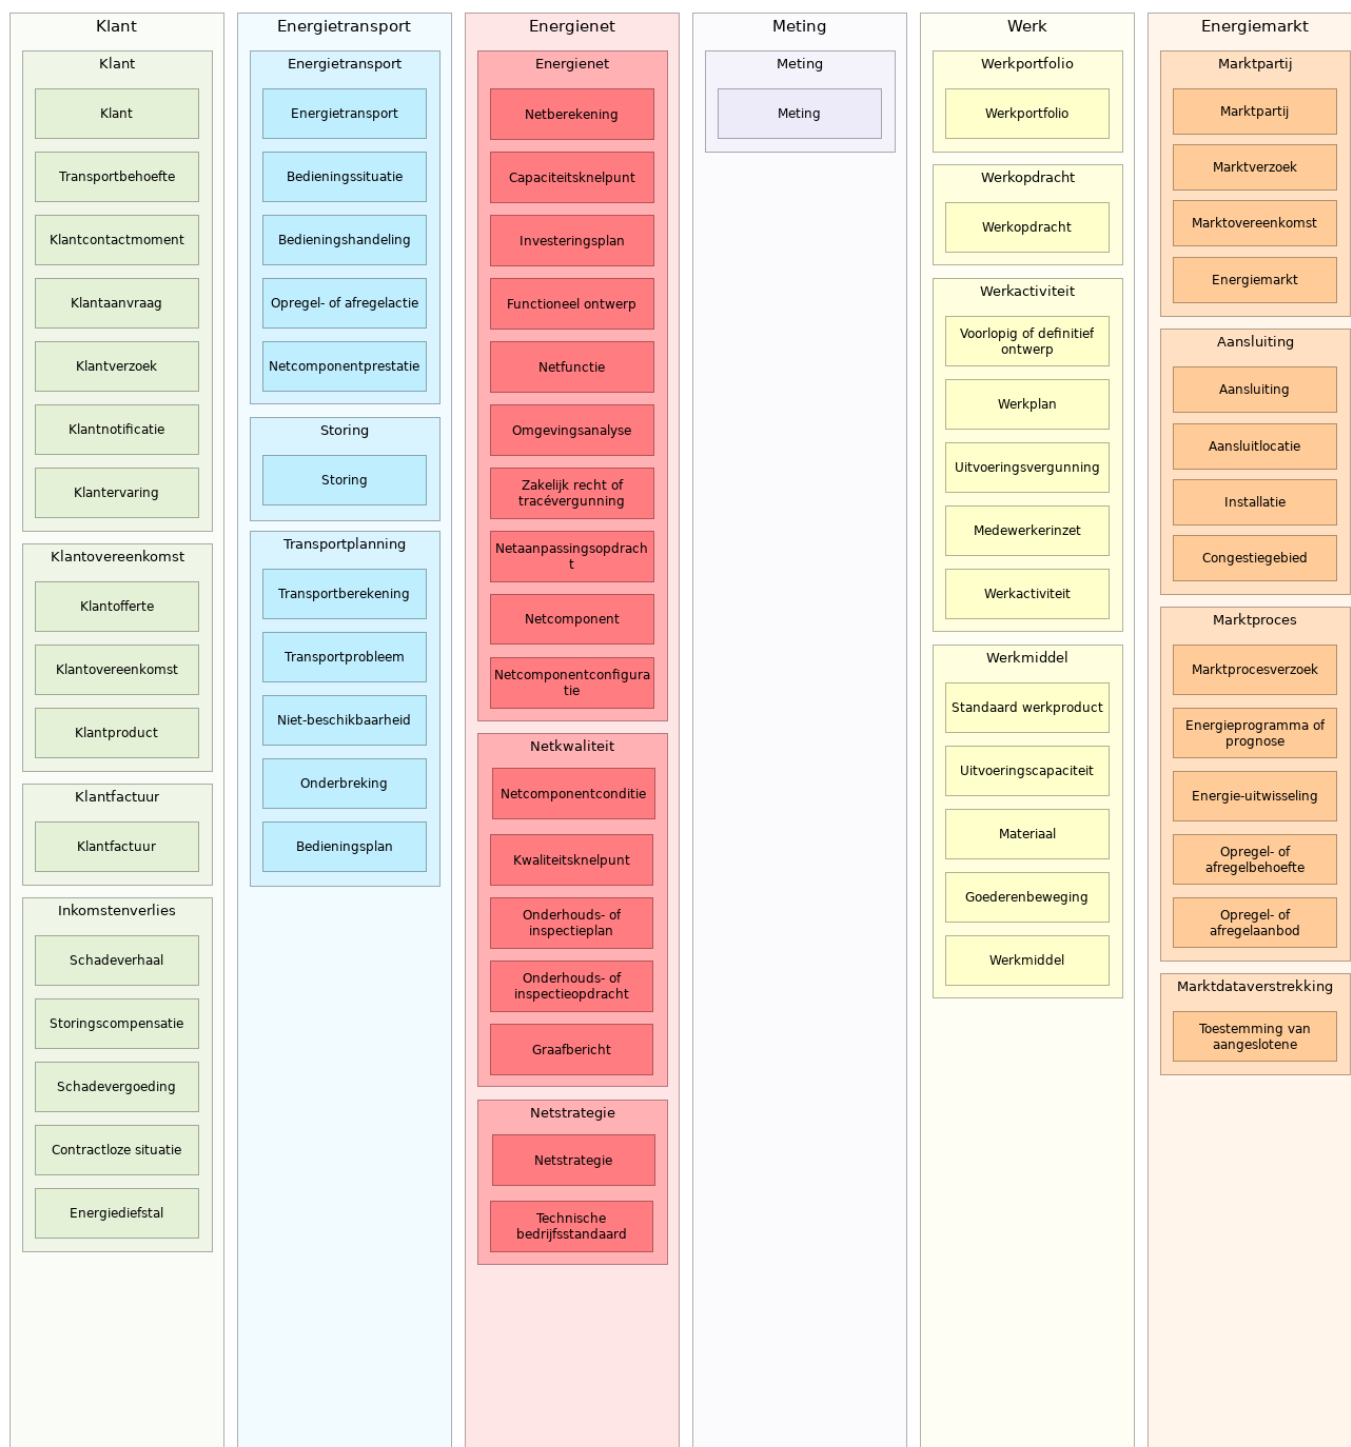 Klant
Klant
Klant
Transportbehoefte
Klantcontactmoment
Klantaanvraag
Klantverzoek
Klantnotificatie
Klantervaring
Klantovereenkomst
Klantofferte
Klantovereenkomst
Klantproduct
Klantfactuur
Klantfactuur
Inkomstenverlies
Schadeverhaal
Storingscompensatie
Schadevergoeding
Contractloze situatie
Energiediefstal
Energietransport
Energietransport
Energietransport
Bedieningssituatie
Bedieningshandeling
Opregel- of afregelactie
Netcomponentprestatie
Storing
Storing
Transportplanning
Transportberekening
Transportprobleem
Niet-beschikbaarheid
Onderbreking
Bedieningsplan
Energienet
Energienet
Netberekening
Capaciteitsknelpunt
Investeringsplan
Functioneel ontwerp
Netfunctie
Omgevingsanalyse
Zakelijk recht of
tracévergunning
Netaanpassingsopdrach
t
Netcomponent
Netcomponentconfigura
tie
Netkwaliteit
Netcomponentconditie
Kwaliteitsknelpunt
Onderhouds- of
inspectieplan
Onderhouds- of
inspectieopdracht
Graafbericht
Netstrategie
Netstrategie
Technische
bedrijfsstandaard
Meting
Meting
Meting
Werk
Werkportfolio
Werkportfolio
Werkopdracht
Werkopdracht
Werkactiviteit
Voorlopig of definitief
ontwerp
Werkplan
Uitvoeringsvergunning
Medewerkerinzet
Werkactiviteit
Werkmiddel
Standaard werkproduct
Uitvoeringscapaciteit
Materiaal
Goederenbeweging
Werkmiddel
Energiemarkt
Marktpartij
Marktpartij
Marktverzoek
Marktovereenkomst
Energiemarkt
Aansluiting
Aansluiting
Aansluitlocatie
Installatie
Congestiegebied
Marktproces
Marktprocesverzoek
Energieprogramma of
prognose
Energie-uitwisseling
Opregel- of
afregelbehoefte
Opregel- of
afregelaanbod
Marktdataverstrekking
Toestemming van
aangeslotene